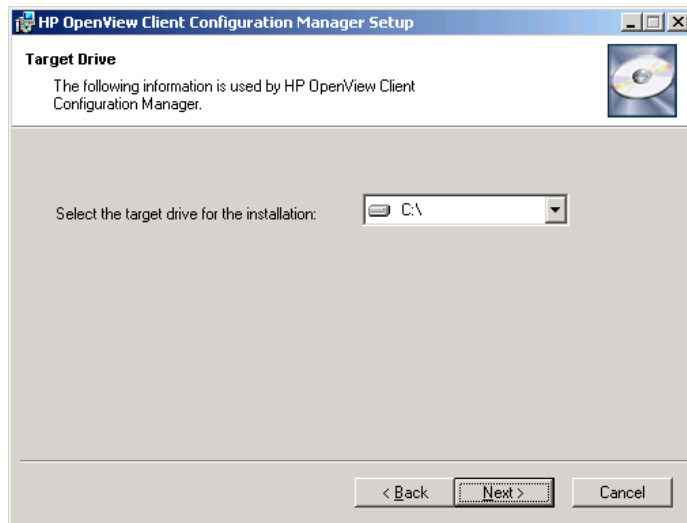 HP OpenView Client Configuration Manager Setup
Target Drive
The following information is used by HP OpenView Client
Configuration Manager.
Select the target drive for the installation:
C:\
< Back
Next >
Cancel